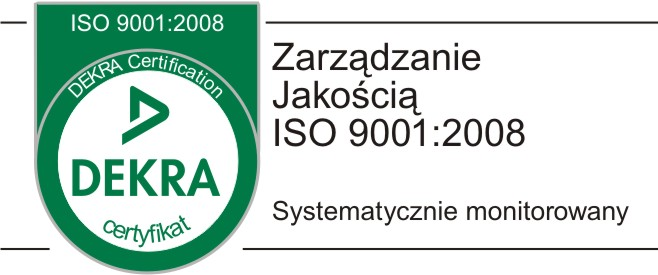 ISO 9001:2008
DEKRA Certification
DEKRA
certyfikat
Zarządzanie
Jakością
ISO 9001:2008
Systematycznie monitorowany